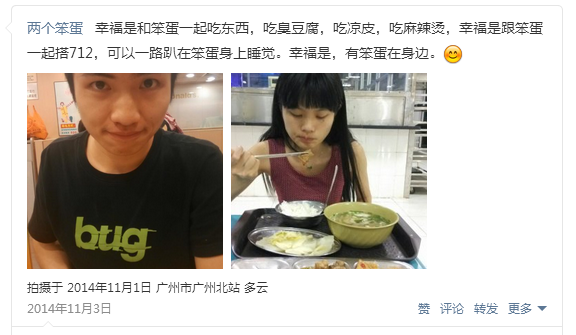 两个笨蛋 幸福是和笨蛋一起吃东西，吃臭豆腐，吃凉皮，吃麻辣烫，幸福是跟笨蛋
一起搭712，可以一路趴在笨蛋身上睡觉。幸福是，有笨蛋在身边。
bug
拍摄于 2014年11月1日 广州市广州北站 多云
2014年11月3日 赞 评论 转发 更多